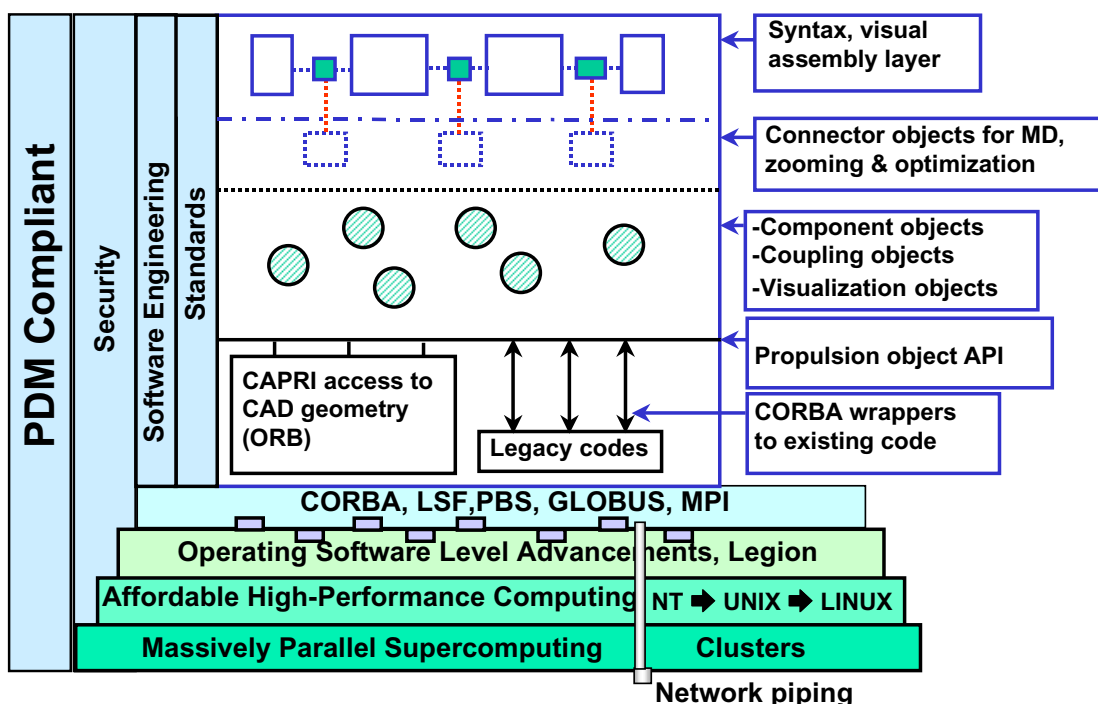 PDM Compliant
Security
Software Engineering
Standards
Syntax, visual
assembly layer
Connector objects for MD,
zooming & optimization
-Component objects
-Coupling objects
-Visualization objects
Propulsion object API
CAPRI access to
CAD geometry
(ORB)
Legacy codes
CORBA wrappers
to existing code
CORBA, LSF,PBS, GLOBUS, MPI
Operating Software Level Advancements, Legion
Affordable High-Performance Computing NT ➡ UNIX ➡ LINUX
Massively Parallel Supercomputing Clusters
Network piping